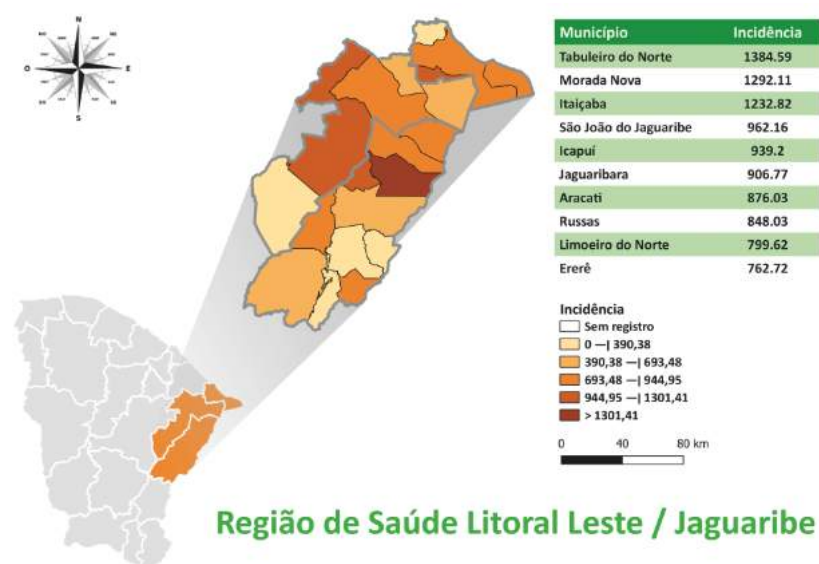 N
O
E
S
Município Incidência
Tabuleiro do Norte 1384.59
Morada Nova 1292.11
Itaiçaba 1232.82
São João do Jaguaribe 962.16
Icapuí 939.2
Jaguaribara 906.77
Aracati 876.03
Russas 848.03
Limoeiro do Norte 799.62
Ererê 762.72
Incidência
Sem registro
0 —| 390,38
390,38 —| 693,48
693,48 —| 944,95
944,95 —| 1301,41
> 1301,41
0 40 80 km
Região de Saúde Litoral Leste / Jaguaribe